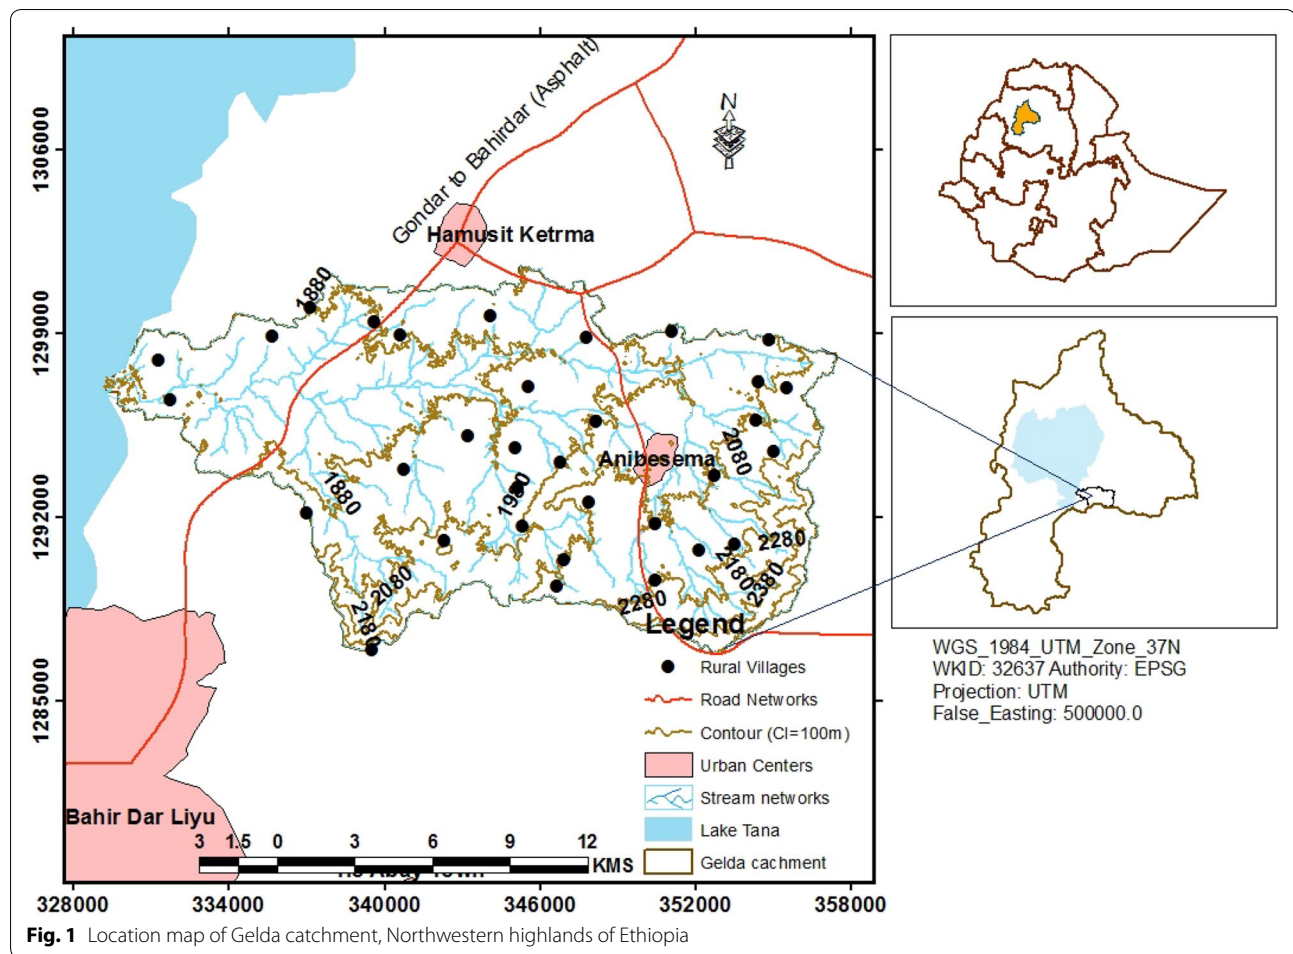 1306000
1299000
1292000
1285000
Gondar to Bahirdar (Asphalt)
N
Hamusit Ketrma
1880
Anibesema
2080
1880
1980
2280
2180
2380
2080
2180
2280
Legend
Rural Villages
Road Networks
Contour (CI=100m)
Urban Centers
Stream networks
Lake Tana
Gelda cachment
Bahir Dar Liyu
3 1.5 0 3 6 9 12
KMS
Abay Town
328000 334000 340000 346000 352000 358000
WGS_1984_UTM_Zone_37N
WKID: 32637 Authority: EPSG
Projection: UTM
False_Easting: 500000.0
Fig. 1 Location map of Gelda catchment, Northwestern highlands of Ethiopia